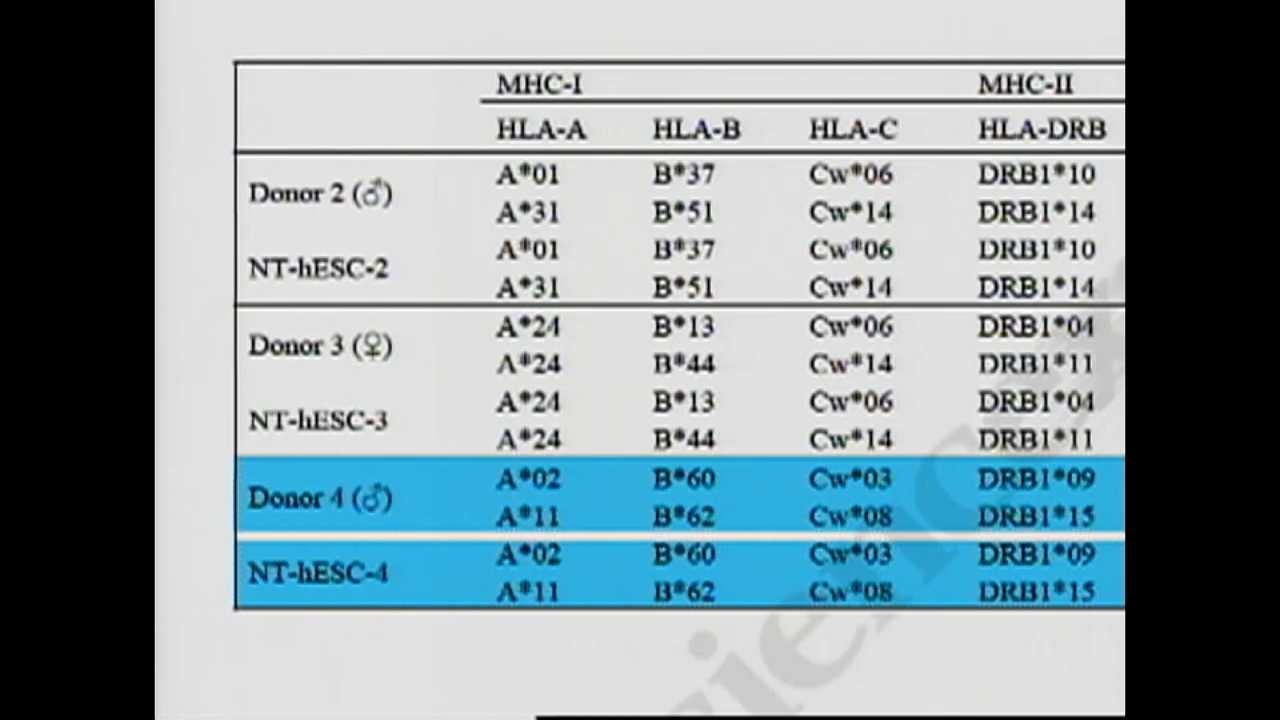 MHC-I MHC-II
HLA-A HLA-B HLA-C HLA-DRB
Donor 2 (♂) A*01 B*37 Cw*06 DRB1*10
A*31 B*51 Cw*14 DRB1*14
NT-hESC-2 A*01 B*37 Cw*06 DRB1*10
A*31 B*51 Cw*14 DRB1*14
Donor 3 (♀) A*24 B*13 Cw*06 DRB1*04
A*24 B*44 Cw*14 DRB1*11
NT-hESC-3 A*24 B*13 Cw*06 DRB1*04
A*24 B*44 Cw*14 DRB1*11
Donor 4 (♂) A*02 B*60 Cw*03 DRB1*09
A*11 B*62 Cw*08 DRB1*15
NT-hESC-4 A*02 B*60 Cw*03 DRB1*09
A*11 B*62 Cw*08 DRB1*15